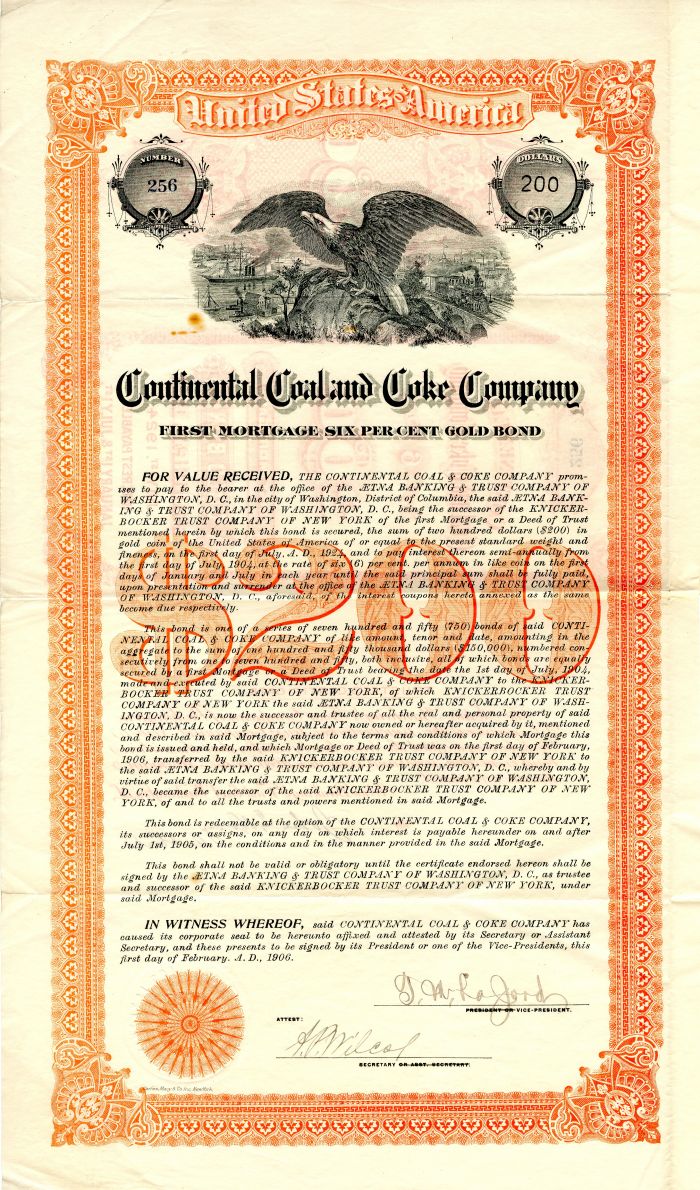 United States of America
NUMBER
256
DOLLARS
200
Continental Coal and Coke Company
FIRST MORTGAGE SIX PER CENT GOLD BOND
FOR VALUE RECEIVED, THE CONTINENTAL COAL & COKE COMPANY prom-
ises to pay to the bearer at the office of the ÆTNA BANKING & TRUST COMPANY OF
WASHINGTON, D. C., in the city of Washington, District of Columbia, the said ÆTNA BANK-
ING & TRUST COMPANY OF WASHINGTON, D. C., being the successor of the KNICKER-
BOCKER TRUST COMPANY OF NEW YORK of the first Mortgage or a Deed of Trust
mentioned herein by which this bond is secured, the sum of two hundred dollars ($200) in
gold coin of the United States of America of or equal to the present standard weight and
fineness, on the first day of July, A. D., 1924, and to pay interest thereon semi-annually from
the first day of July, 1904, at the rate of six (6) per cent. per annum in like coin on the first
days of January and July in each year until the said principal sum shall be fully paid,
upon presentation and surrender at the office of the ÆTNA BANKING & TRUST COMPANY
OF WASHINGTON, D. C., aforesaid, of the interest coupons hereto annexed as the same
become due respectively.
$200
This bond is one of a series of seven hundred and fifty (750) bonds of said CONTI-
NENTAL COAL & COKE COMPANY of like amount, tenor and date, amounting in the
aggregate to the sum of one hundred and fifty thousand dollars ($150,000), numbered con-
secutively from one to seven hundred and fifty, both inclusive, all of which bonds are equally
secured by a first Mortgage or a Deed of Trust bearing the date the 1st day of July, 1904,
made and executed by said CONTINENTAL COAL & COKE COMPANY to the KNICKER-
BOCKER TRUST COMPANY OF NEW YORK, of which KNICKERBOCKER TRUST
COMPANY OF NEW YORK the said ÆTNA BANKING & TRUST COMPANY OF WASH-
INGTON, D. C., is now the successor and trustee of all the real and personal property of said
CONTINENTAL COAL & COKE COMPANY now owned or hereafter acquired by it, mentioned
and described in said Mortgage, subject to the terms and conditions of which Mortgage this
bond is issued and held, and which Mortgage or Deed of Trust was on the first day of February,
1906, transferred by the said KNICKERBOCKER TRUST COMPANY OF NEW YORK to
the said ÆTNA BANKING & TRUST COMPANY OF WASHINGTON, D. C., whereby and by
virtue of said transfer the said ÆTNA BANKING & TRUST COMPANY OF WASHINGTON,
D. C., became the successor of the said KNICKERBOCKER TRUST COMPANY OF NEW
YORK, of and to all the trusts and powers mentioned in said Mortgage.
This bond is redeemable at the option of the CONTINENTAL COAL & COKE COMPANY,
its successors or assigns, on any day on which interest is payable hereunder on and after
July 1st, 1905, on the conditions and in the manner provided in the said Mortgage.
This bond shall not be valid or obligatory until the certificate endorsed hereon shall be
signed by the ÆTNA BANKING & TRUST COMPANY OF WASHINGTON, D. C., as trustee
and successor of the said KNICKERBOCKER TRUST COMPANY OF NEW YORK, under
said Mortgage.
IN WITNESS WHEREOF, said CONTINENTAL COAL & COKE COMPANY has
caused its corporate seal to be hereunto affixed and attested by its Secretary or Assistant
Secretary, and these presents to be signed by its President or one of the Vice-Presidents, this
first day of February. A. D., 1906.
PRESIDENT OR VICE-PRESIDENT.
ATTEST:
Wilcox
SECRETARY OR ASST. SECRETARY.